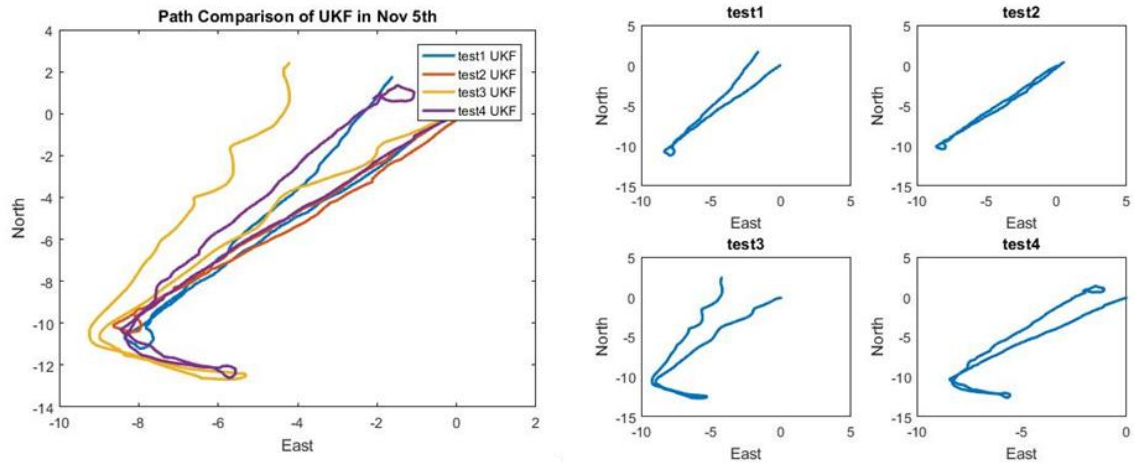 Path Comparison of UKF in Nov 5th
4
2
0
-2
-4
-6
-8
-10
-12
-14
North
-10 -8 -6 -4 -2 0 2
East
test1 UKF
test2 UKF
test3 UKF
test4 UKF
test1
5
0
-5
-10
-15
North
-10 -5 0 5
East
test2
5
0
-5
-10
-15
North
-10 -5 0 5
East
test3
5
0
-5
-10
-15
North
-10 -5 0 5
East
test4
5
0
-5
-10
-15
North
-10 -5 0
East